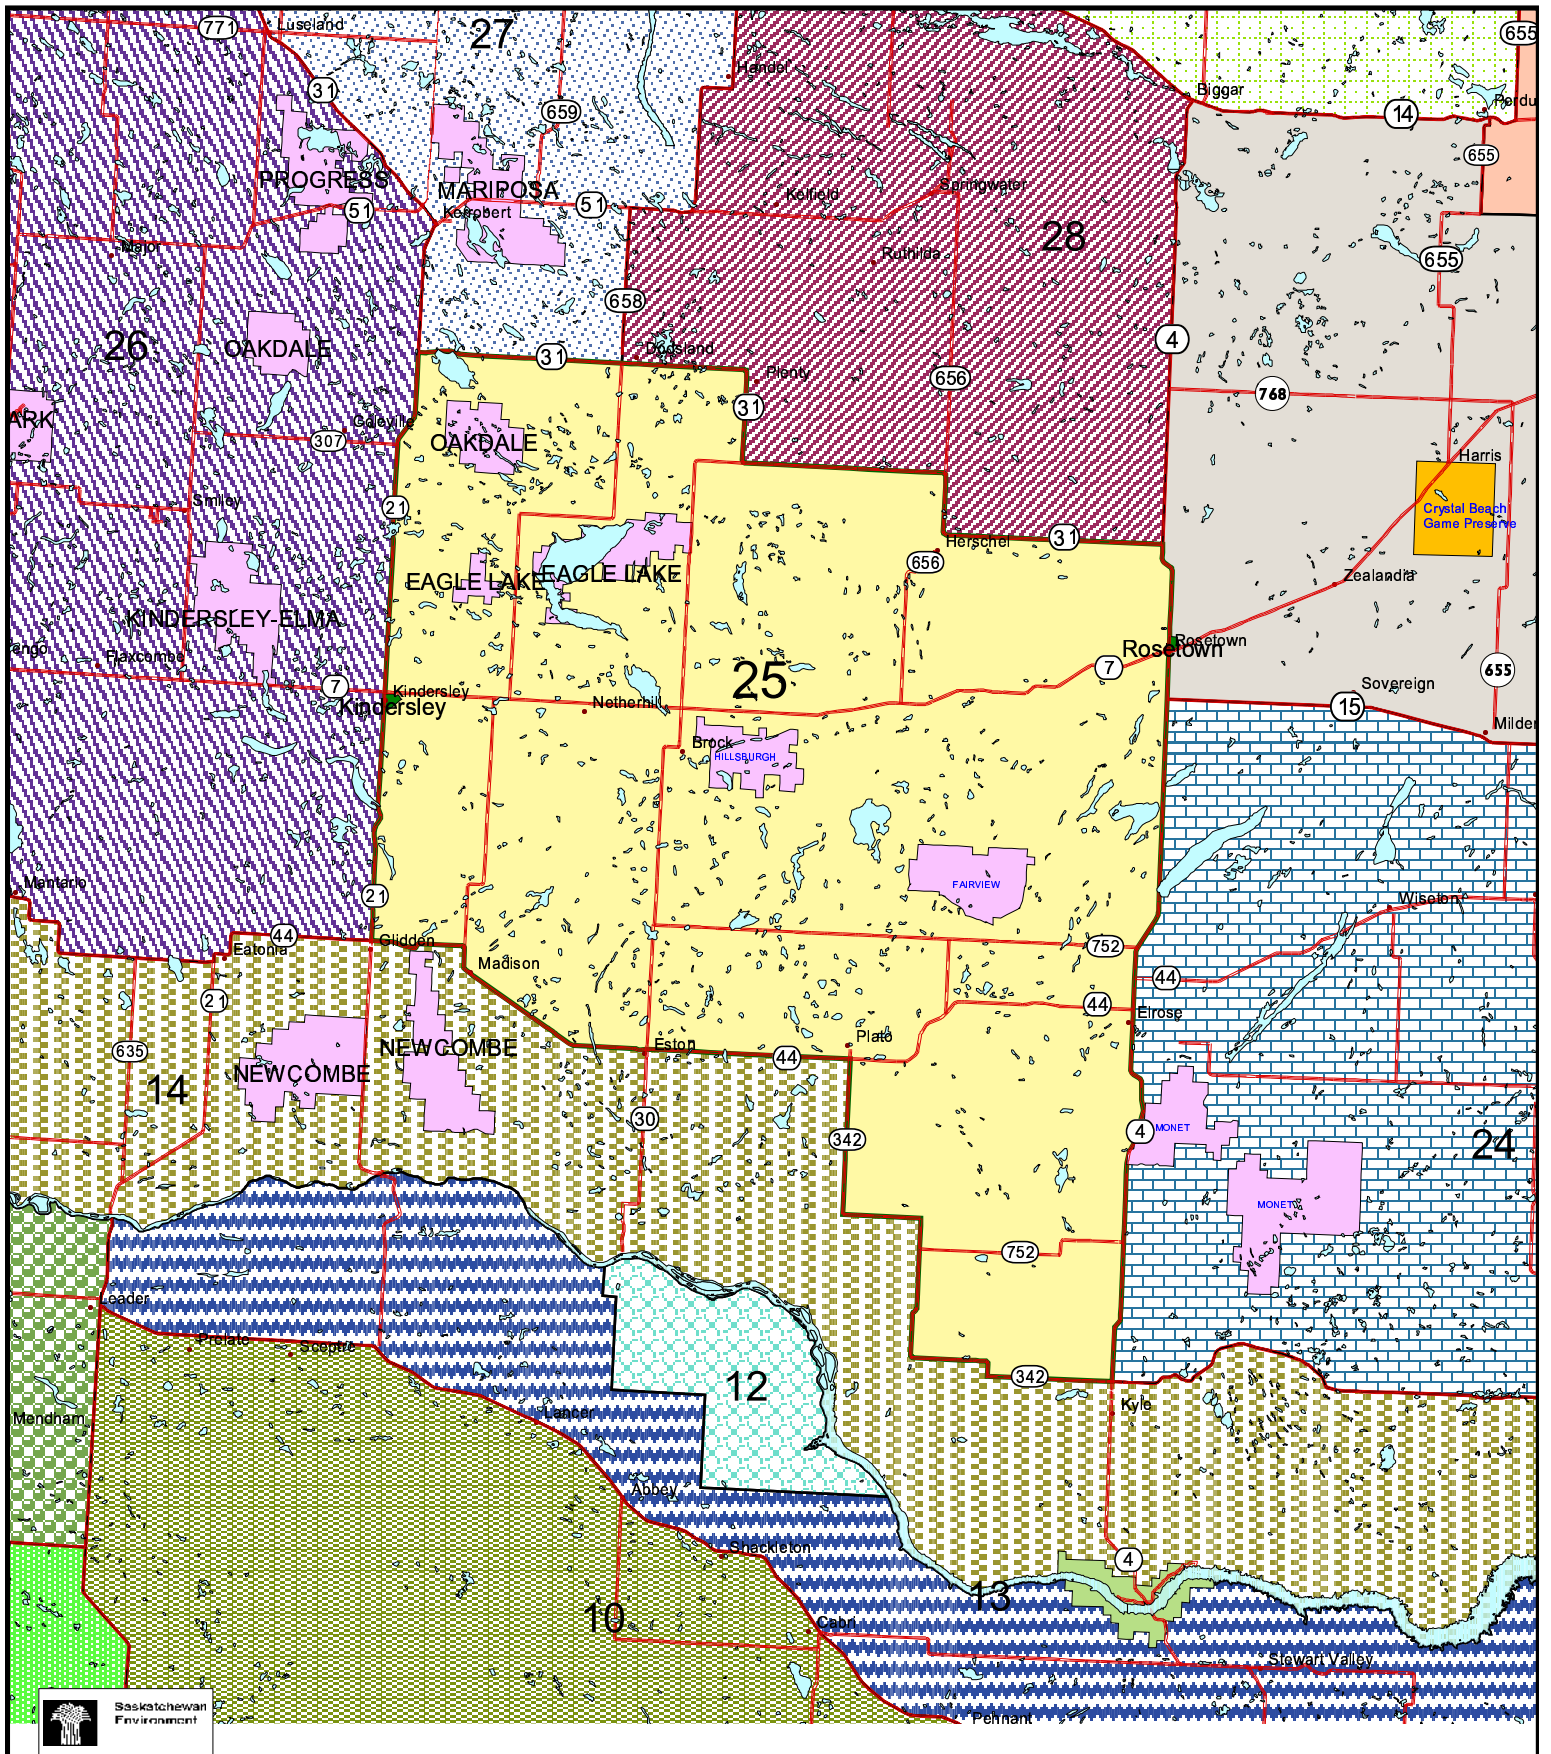 771
Luseland
27
655
Handel
31
659
Biggar
14
Perdu
655
PROGRESS
MARIPOSA
Springwater
Kelfield
51
51
Kerrobert
28
Major
Ruthilda
655
658
4
26
OAKDALE
Dodsland
31
Plenty
656
768
31
ARK
Coleville
307
OAKDALE
Harris
Smiley
21
Crystal Beach
Game Preserve
Herschel
31
656
EAGLE LAKE
EAGLE LAKE
Zealandia
KINDERSLEY-ELMA
Rosetown
Rosetown
ango
Flaxcombe
7
655
25
7
Kindersley
Kindersley
Sovereign
Netherhill
15
Milden
Brock
HILLSBURGH
Mantario
FAIRVIEW
21
Wiseton
44
Glidden
Eatonia
752
Madison
44
21
44
Elrose
Plato
Eston
NEWCOMBE
635
44
NEWCOMBE
14
30
342
4
MONET
24
MONET
752
Leader
Prelate
Sceptre
342
12
Kyle
Mendham
Lancer
Abbey
Shackleton
4
13
10
Cabri
Stewart Valley
Saskatchewan
Environment
Pennant